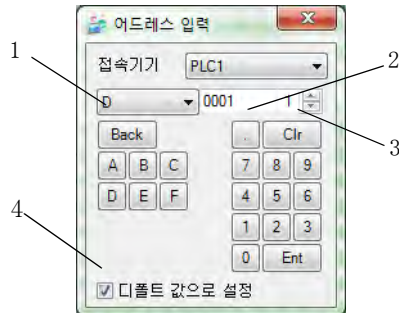 어드레스 입력
1
접속기기 PLC1
2
D 0001 1
3
Back . Clr
A B C 7 8 9
D E F 4 5 6
1 2 3
4
0 Ent
디폴트 값으로 설정